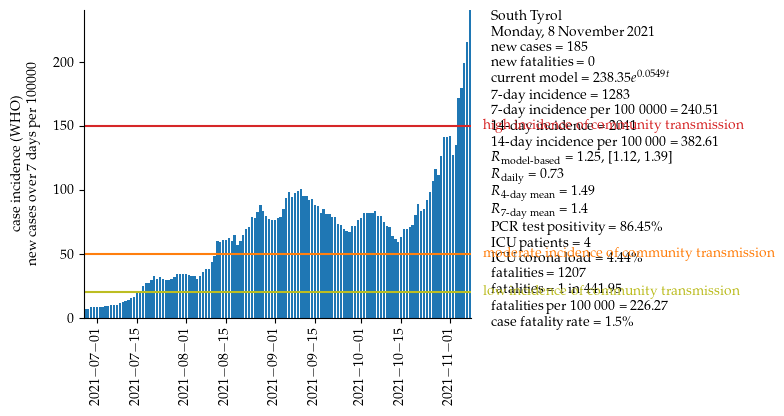 case incidence (WHO)
new cases over 7 days per 100000
200
150
100
50
0
2021−07−01
2021−07−15
2021−08−01
2021−08−15
2021−09−01
2021−09−15
2021−10−01
2021−10−15
2021−11−01
South Tyrol
Monday, 8 November 2021
new cases = 185
new fatalities = 0
current model = 238.35e^0.0549t
7-day incidence = 1283
7-day incidence per 100 0000 = 240.51
14-day incidence = 2041
high incidence of community transmission
14-day incidence per 100 000 = 382.61
R_model-based = 1.25, [1.12, 1.39]
R_daily = 0.73
R_4-day mean = 1.49
R_7-day mean = 1.4
PCR test positivity = 86.45%
ICU patients = 4
moderate incidence of community transmission
ICU corona load = 4.44%
fatalities = 1207
fatalities = 1 in 441.95
low incidence of community transmission
fatalities per 100 000 = 226.27
case fatality rate = 1.5%